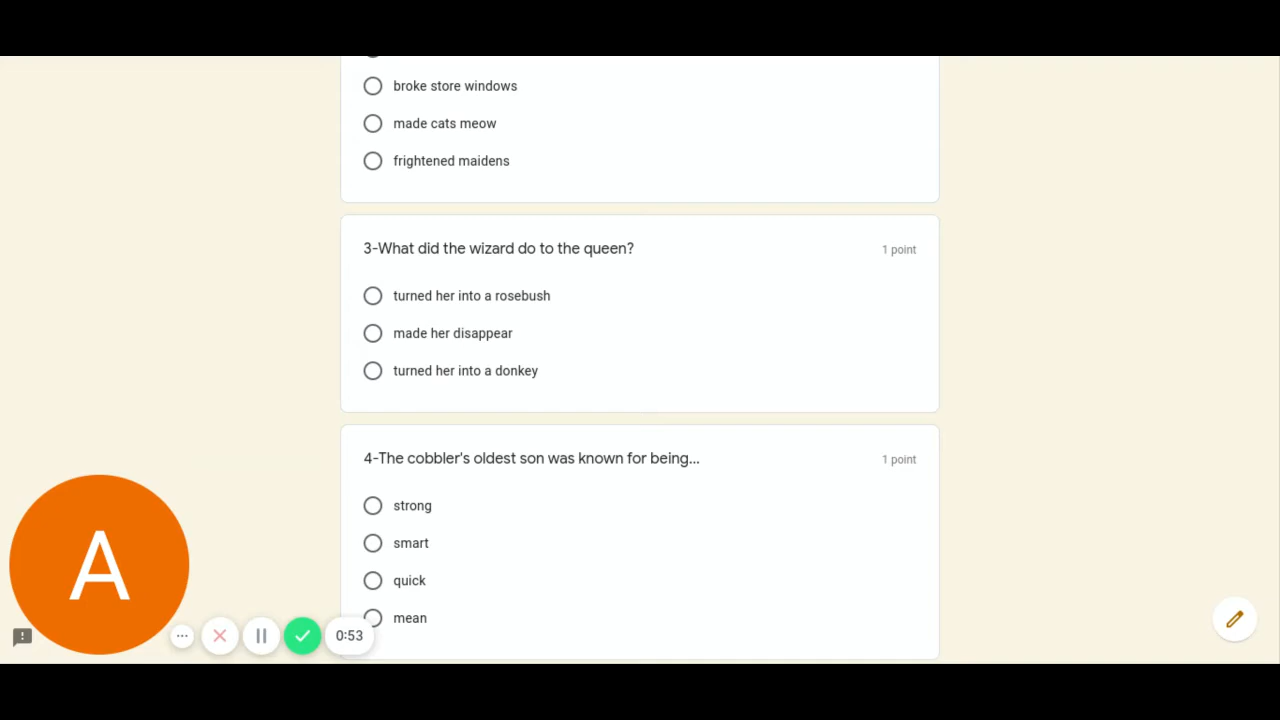 broke store windows
made cats meow
frightened maidens
3-What did the wizard do to the queen?
1 point
turned her into a rosebush
made her disappear
turned her into a donkey
4-The cobbler's oldest son was known for being...
1 point
strong
smart
quick
mean
A
0:53